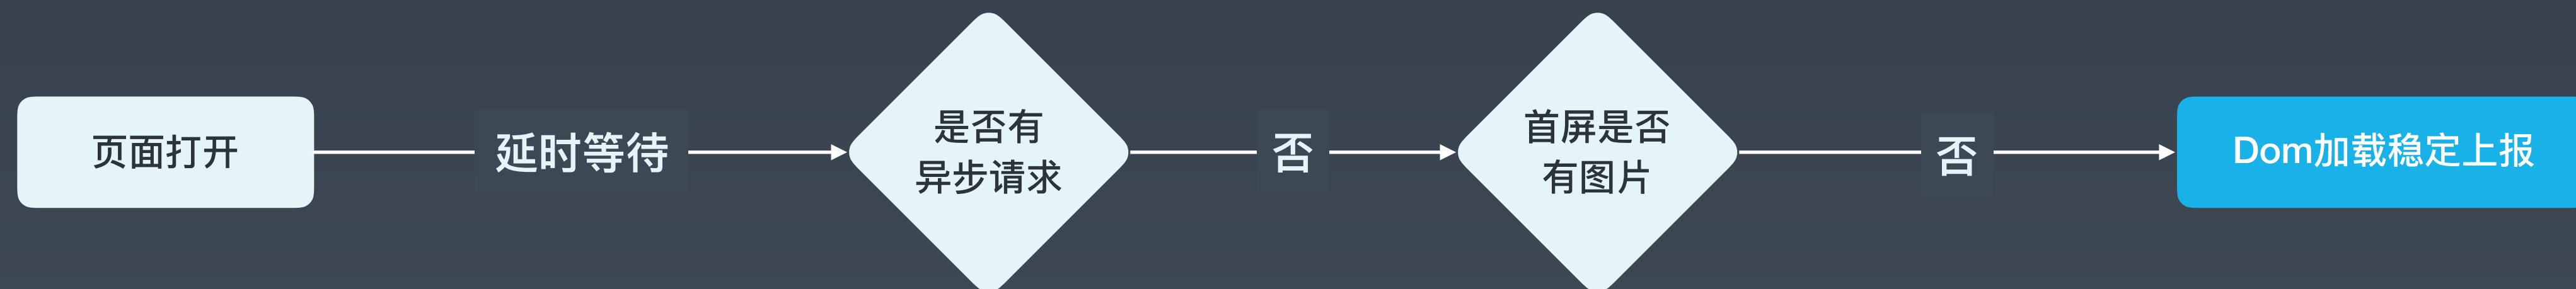 页面打开
延时等待
是否有
异步请求
否
首屏是否
有图片
否
Dom加载稳定上报